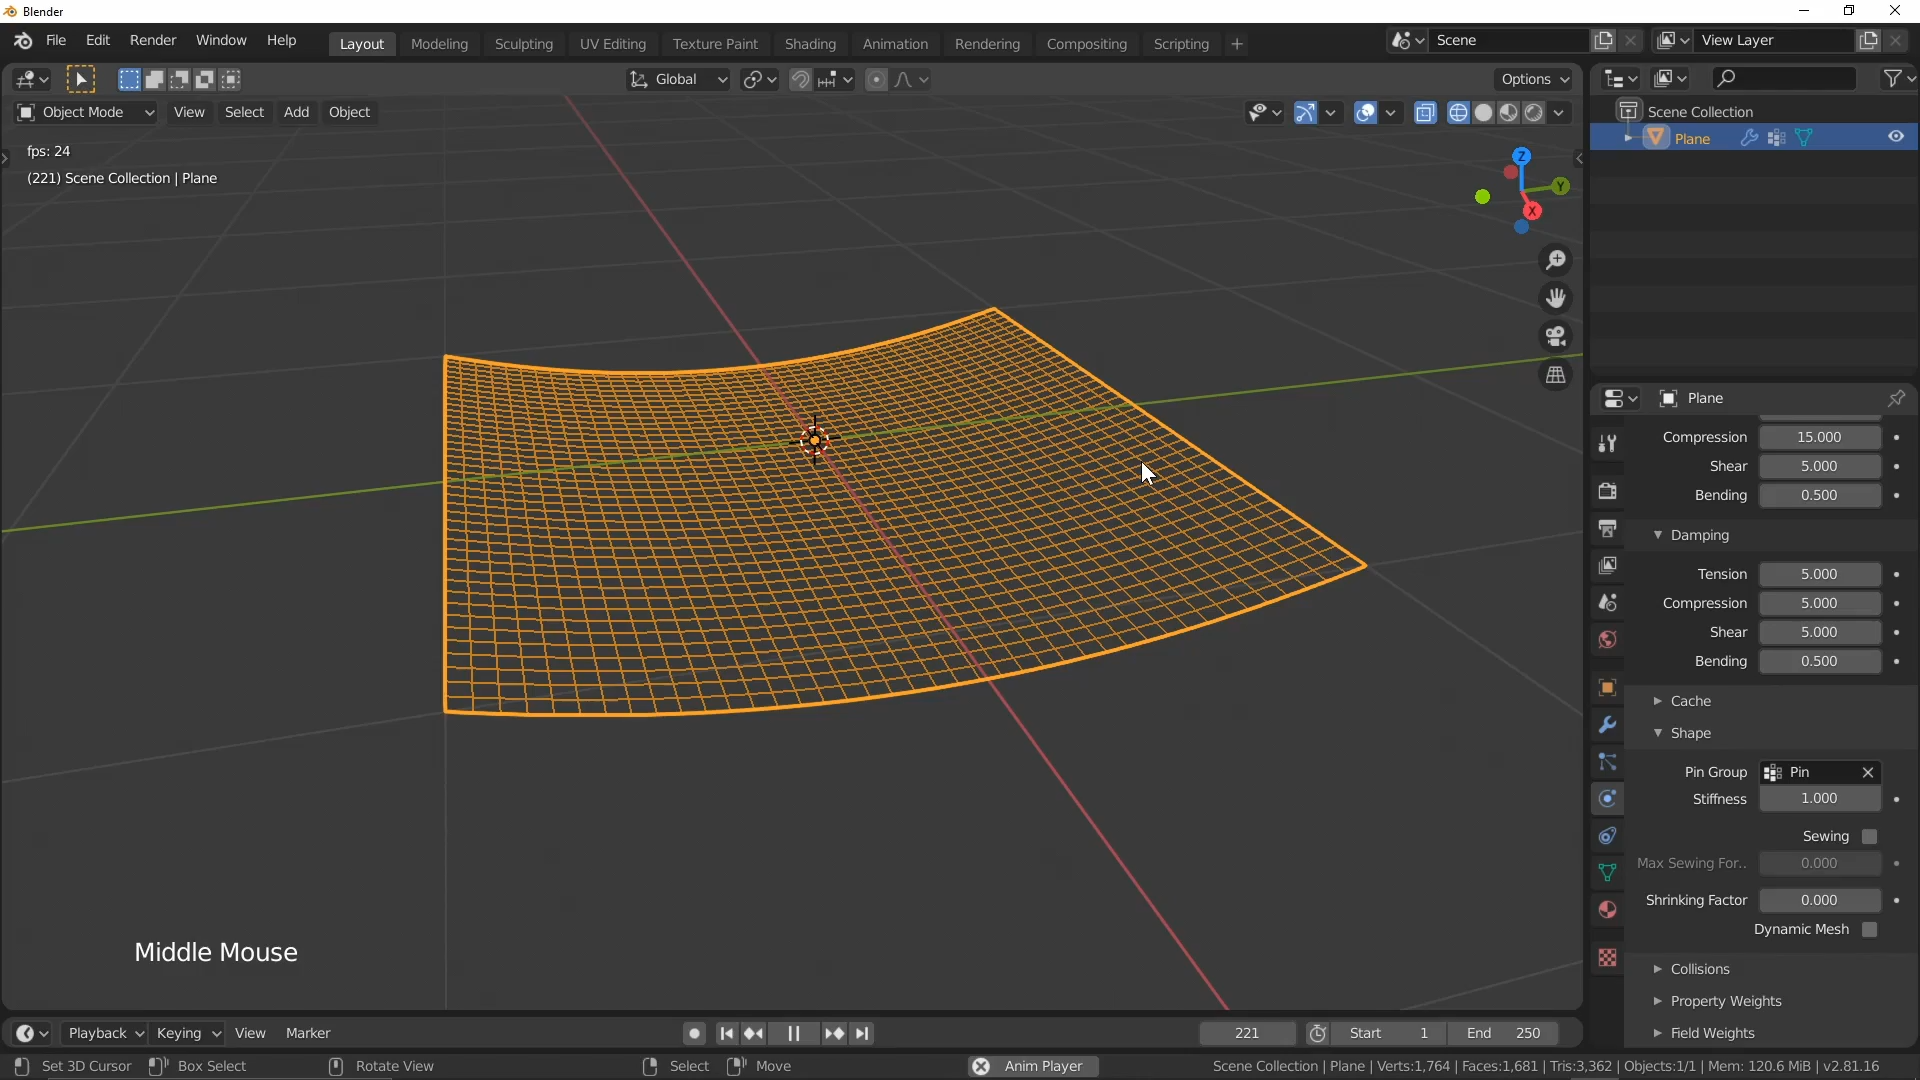 Blender
File Edit Render Window Help Layout Modeling Sculpting UV Editing Texture Paint Shading Animation Rendering Compositing Scripting + Scene View Layer
Global Options
Object Mode View Select Add Object
fps: 24
(221) Scene Collection | Plane
Z
Y
X
Scene Collection
Plane
Plane
Compression 15.000
Shear 5.000
Bending 0.500
Damping
Tension 5.000
Compression 5.000
Shear 5.000
Bending 0.500
Cache
Shape
Pin Group Pin
Stiffness 1.000
Sewing
Max Sewing For.. 0.000
Shrinking Factor 0.000
Dynamic Mesh
Collisions
Property Weights
Field Weights
Middle Mouse
Playback Keying View Marker 221 Start 1 End 250
Set 3D Cursor Box Select Rotate View Select Move Anim Player Scene Collection | Plane | Verts:1,764 | Faces:1,681 | Tris:3,362 | Objects:1/1 | Mem: 120.6 MiB | v2.81.16